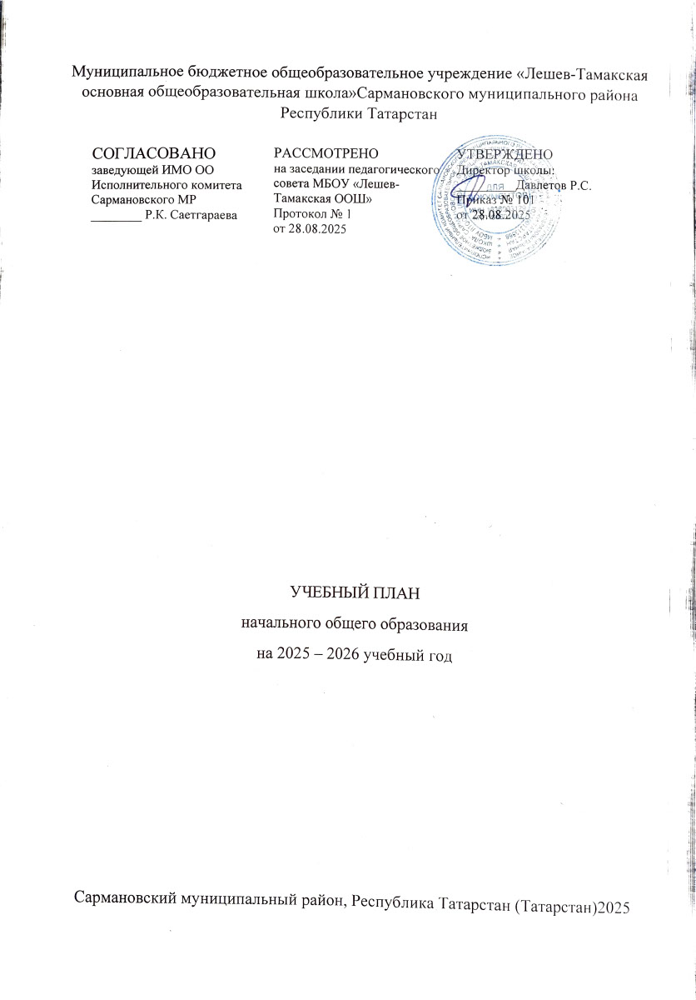 Муниципальное бюджетное общеобразовательное учреждение «Лешев-Тамакская
основная общеобразовательная школа»Сармановского муниципального района
Республики Татарстан
СОГЛАСОВАНО
заведующей ИМО ОО
Исполнительного комитета
Сармановского МР
________ Р.К. Саетгараева
РАССМОТРЕНО
на заседании педагогического
совета МБОУ «Лешев-
Тамакская ООШ»
Протокол № 1
от 28.08.2025
УТВЕРЖДЕНО
Директор школы:
_________Давлетов Р.С.
Приказ № 101
от 28.08.2025
ДЛЯ
ДОКУМЕНТОВ
УЧЕБНЫЙ ПЛАН
начального общего образования
на 2025 – 2026 учебный год
Сармановский муниципальный район, Республика Татарстан (Татарстан)2025